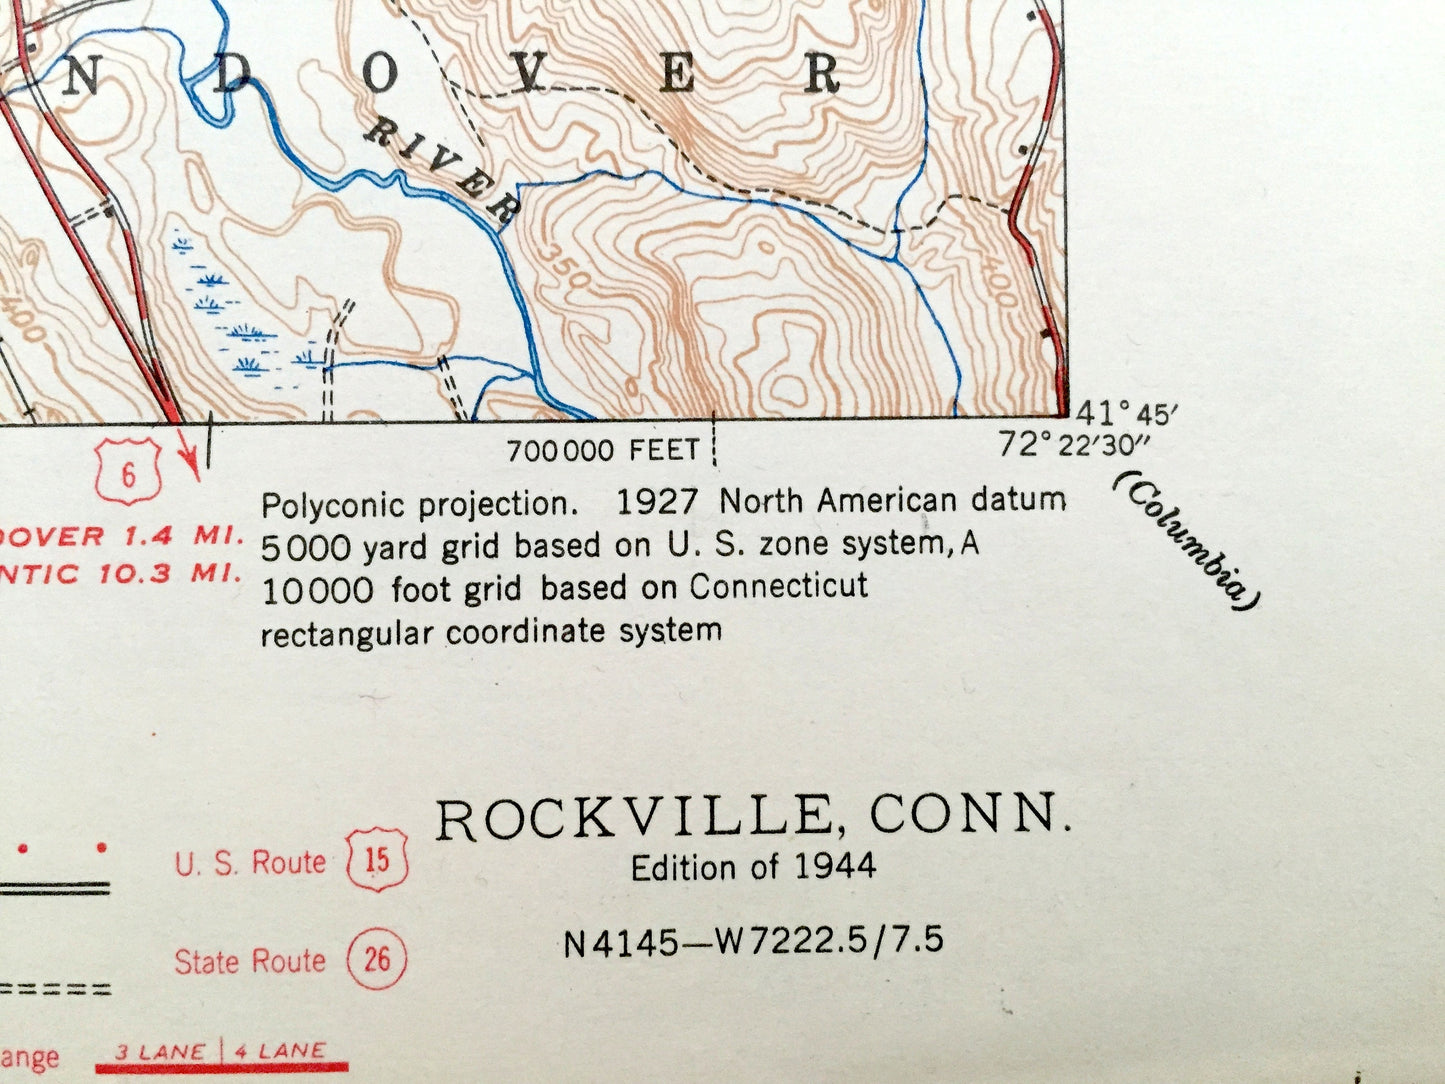 NDOVER
RIVER
350
400
400
41° 45′
700000 FEET
72° 22′30″
(Columbia)
6
OVER 1.4 MI.
NTIC 10.3 MI.
Polyconic projection. 1927 North American datum
5000 yard grid based on U. S. zone system, A
10000 foot grid based on Connecticut
rectangular coordinate system
ROCKVILLE, CONN.
Edition of 1944
N4145—W7222.5/7.5
U. S. Route 15
State Route 26
ange
3 LANE | 4 LANE